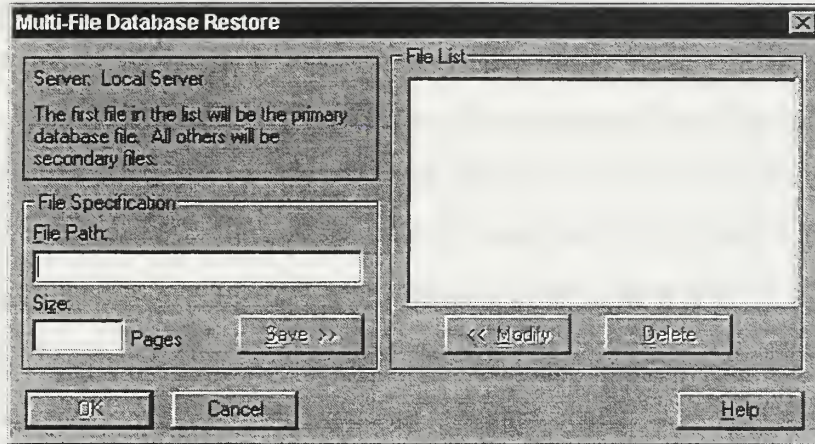 Multi-File Database Restore
Server: Local Server
The first file in the list will be the primary
database file. All others will be
secondary files.
File Specification
File Path:
Size:
Pages
Save >>
File List
<< Modify
Delete
OK
Cancel
Help